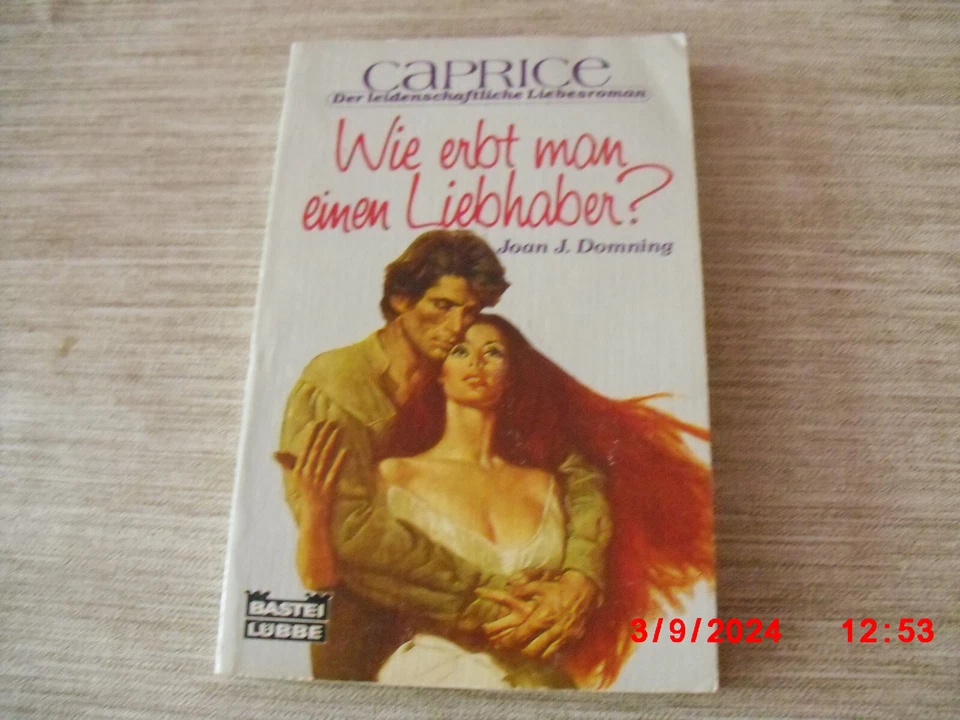 CAPRICE
Der leidenschaftliche Liebesroman
Wie erbt man
einen Liebhaber?
Joan J. Domning
BASTEI
LÜBBE
3/9/2024 12:53